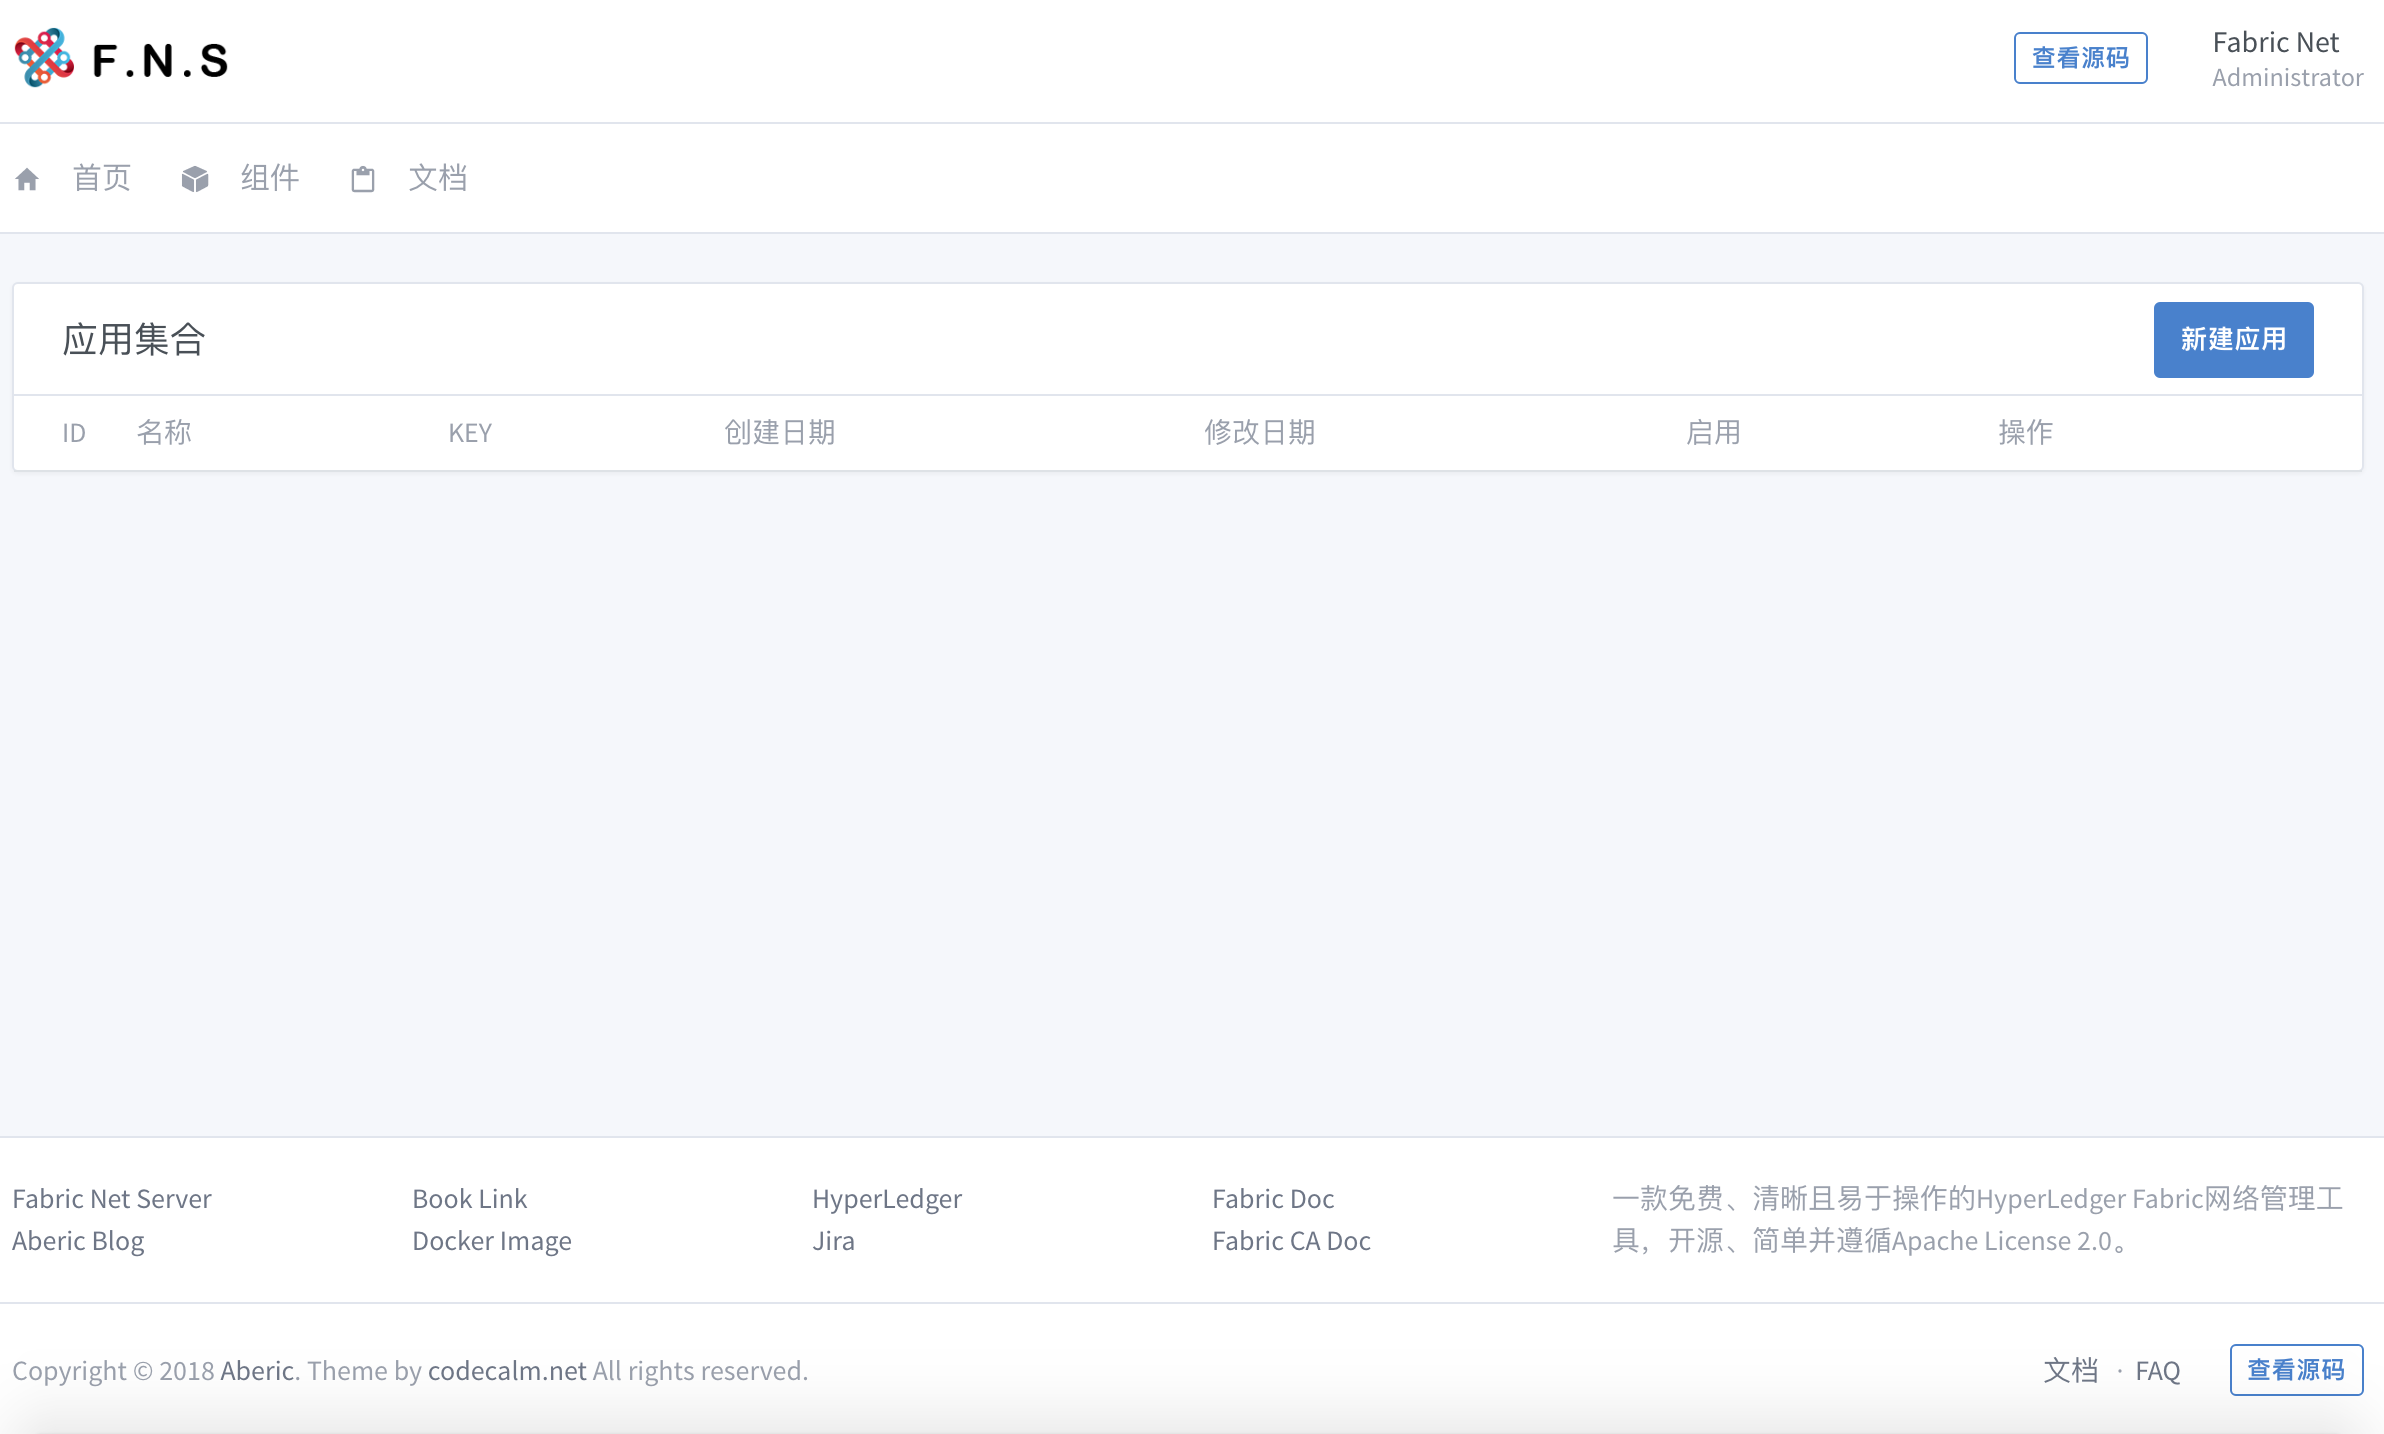 F.N.S
查看源码
Fabric Net
Administrator
首页 组件 文档
应用集合
新建应用
ID 名称 KEY 创建日期 修改日期 启用 操作
Fabric Net Server
Aberic Blog
Book Link
Docker Image
HyperLedger
Jira
Fabric Doc
Fabric CA Doc
一款免费、清晰且易于操作的HyperLedger Fabric网络管理工
具，开源、简单并遵循Apache License 2.0。
Copyright © 2018 Aberic. Theme by codecalm.net All rights reserved.
文档 · FAQ
查看源码